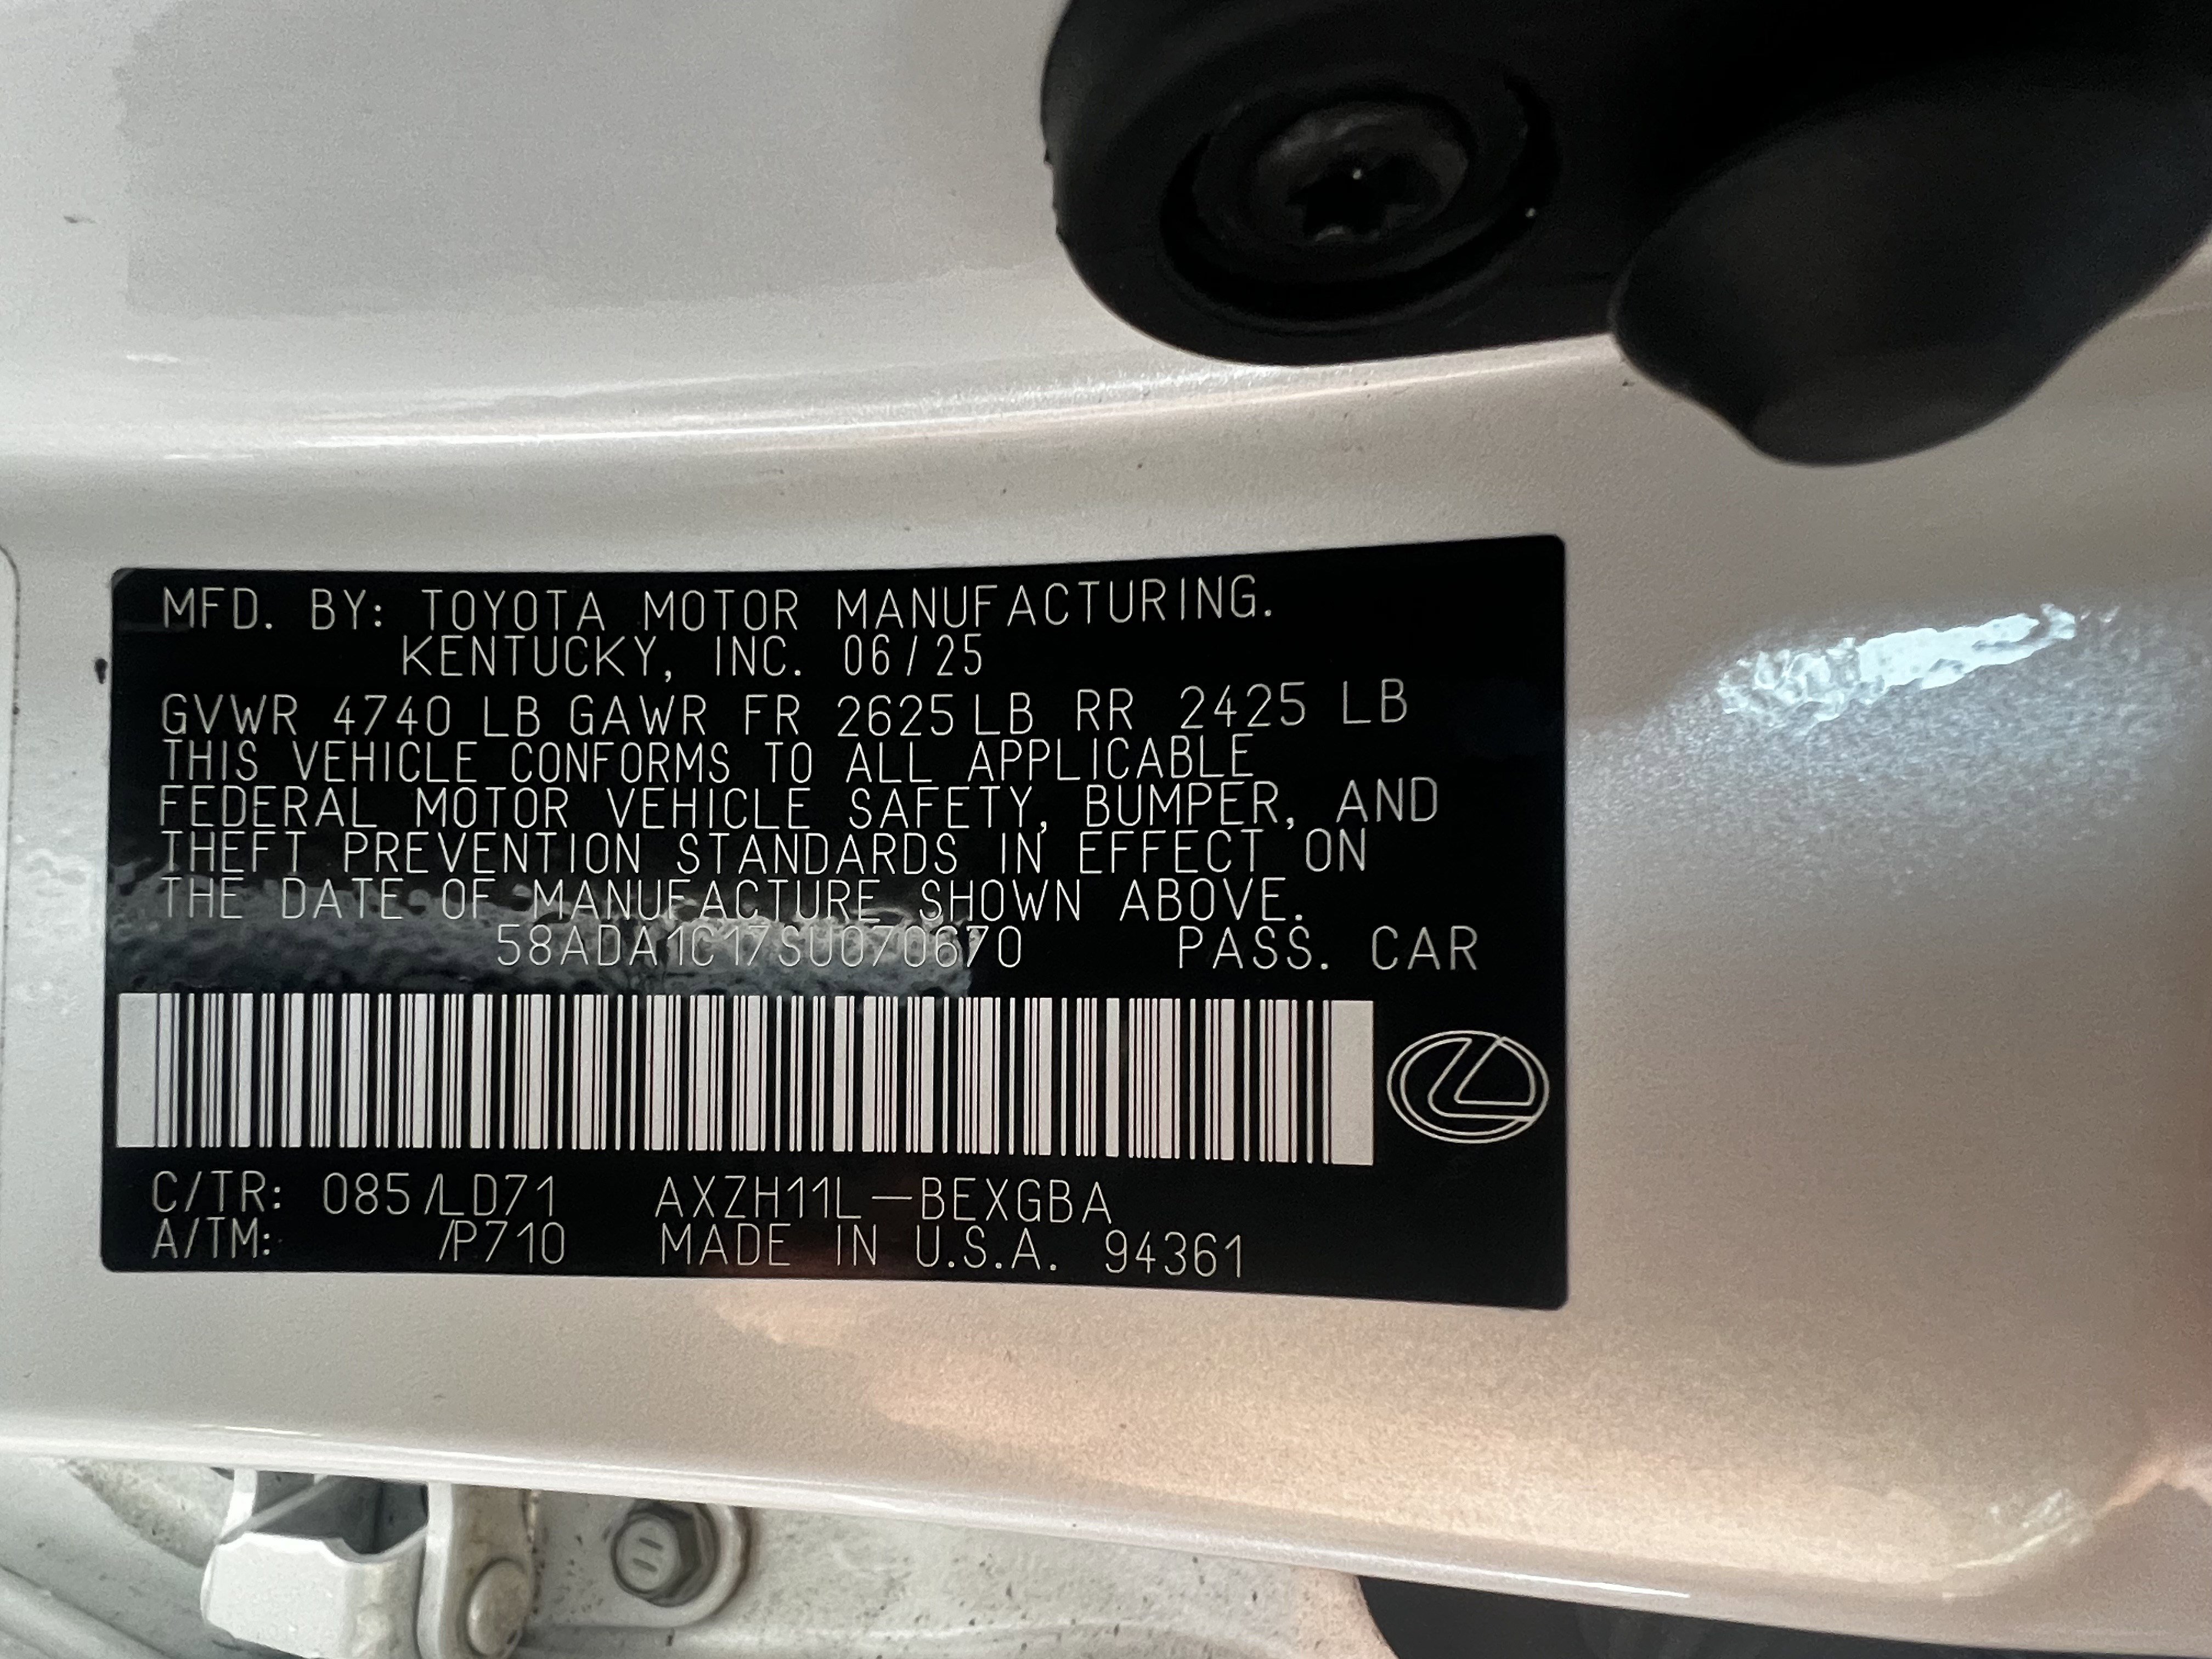 MFD. BY: TOYOTA MOTOR MANUFACTURING.
KENTUCKY, INC. 06/25
GVWR 4740 LB GAWR FR 2625 LB RR 2425 LB
THIS VEHICLE CONFORMS TO ALL APPLICABLE
FEDERAL MOTOR VEHICLE SAFETY, BUMPER, AND
THEFT PREVENTION STANDARDS IN EFFECT ON
THE DATE OF MANUFACTURE SHOWN ABOVE.
58ADA1C17SU070670 PASS. CAR
C/TR: 085/LD71 AXZH11L-BEXGBA
A/TM: /P710 MADE IN U.S.A. 94361